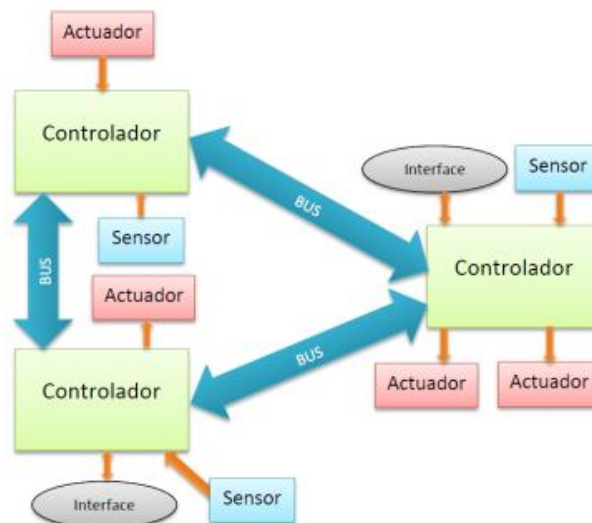 Actuador
Controlador
BUS
Interface
Sensor
Sensor
BUS
Controlador
Actuador
BUS
Controlador
Actuador
Actuador
Interface
Sensor